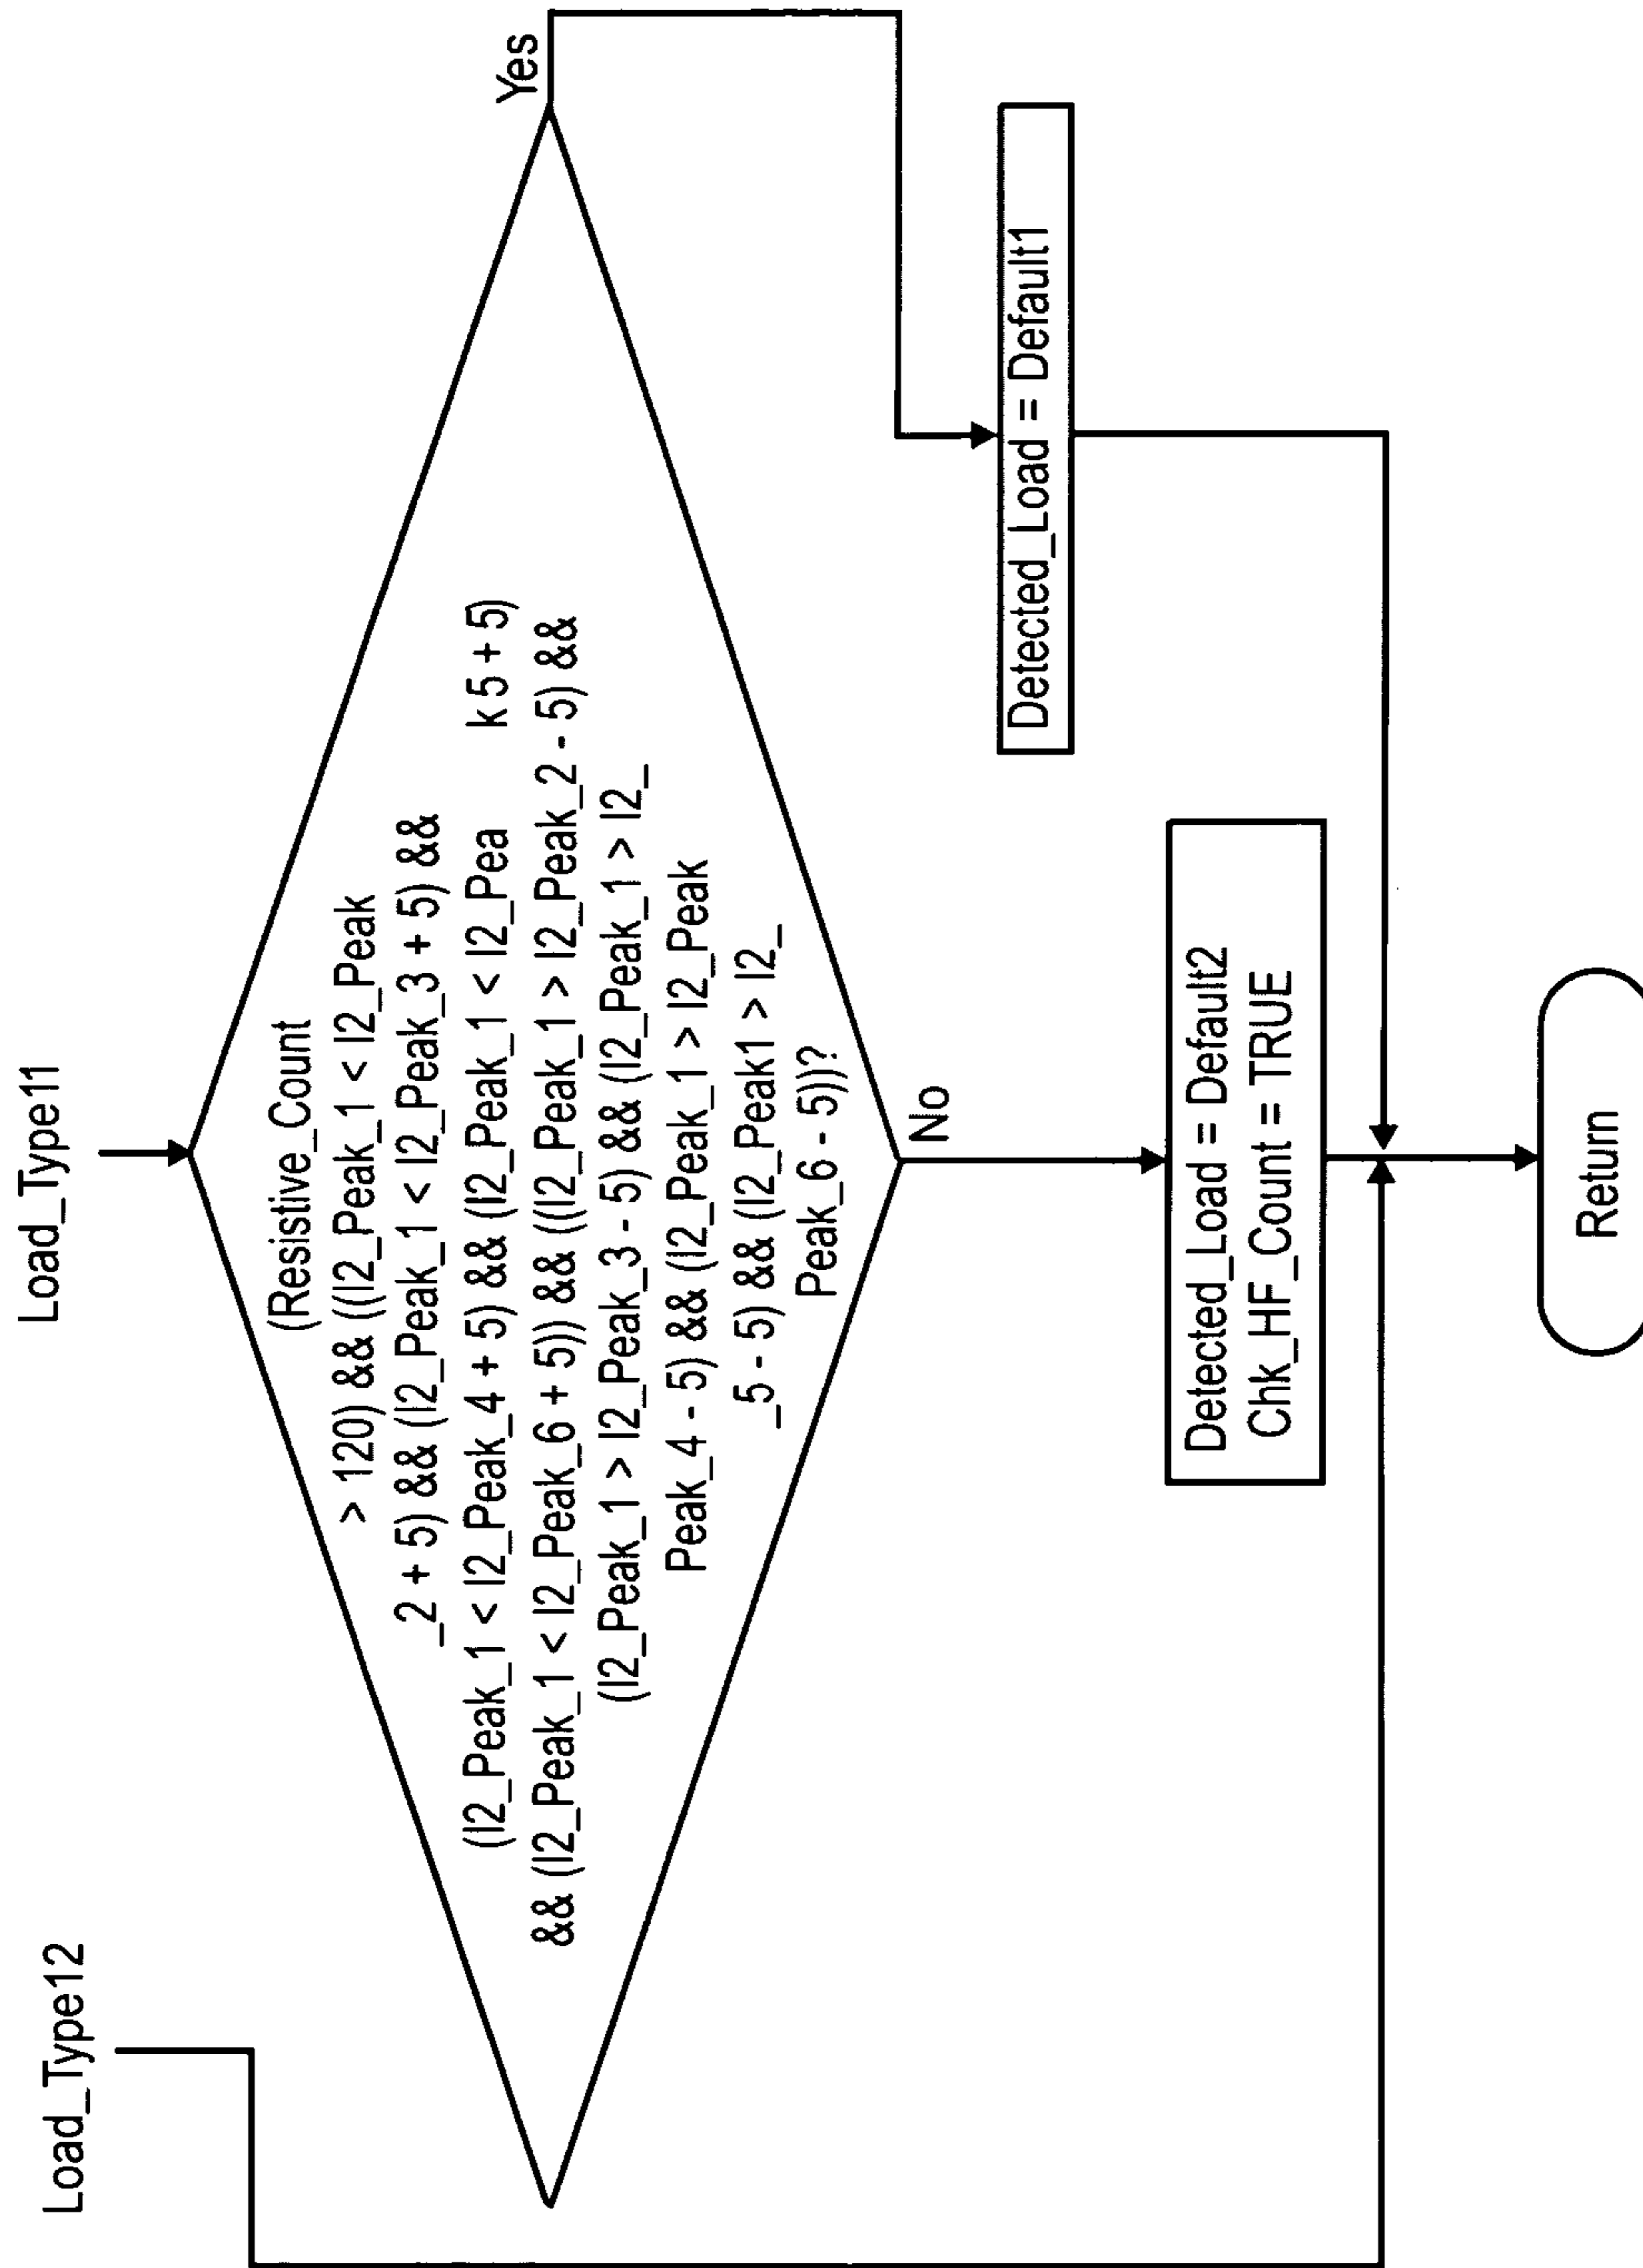 Load_Type12
Load_Type11
(Resistive_Count
> 120) && (((I2_Peak_1 < I2_Peak
_2 + 5) && (I2_Peak_1 < I2_Peak_3 + 5) &&
(I2_Peak_1 < I2_Peak_4 + 5) && (I2_Peak_1 < I2_Pea k 5 + 5)
&& (I2_Peak_1 < I2_Peak_6 + 5)) && ((I2_Peak_1 > I2_Peak_2 - 5) &&
(I2_Peak_1 > I2_Peak_3 - 5) && (I2_Peak_1 > I2_
Peak_4 - 5) && (I2_Peak_1 > I2_Peak
_5 - 5) && (I2_Peak1 > I2_
Peak_6 - 5))?
Yes
No
Detected_Load = Default1
Detected_Load = Default2
Chk_HF_Count = TRUE
Return